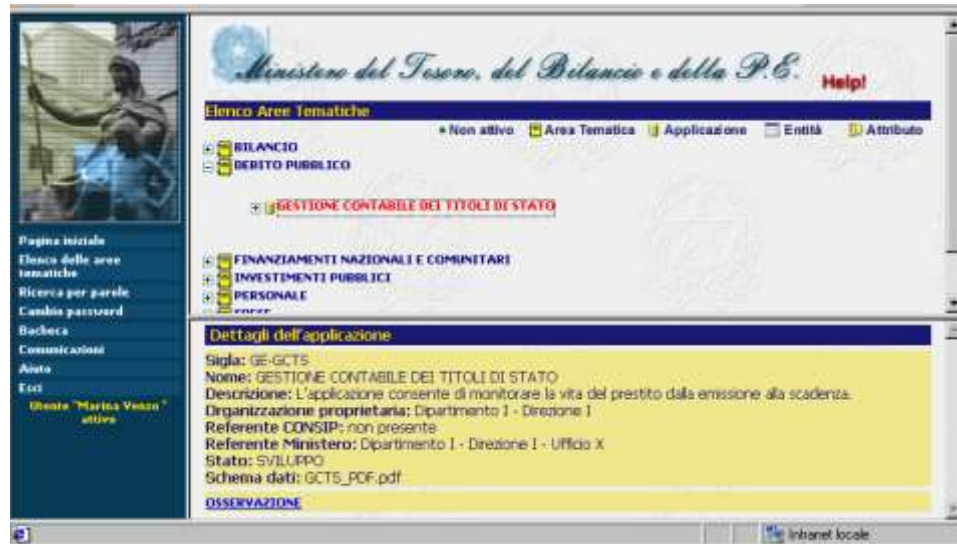 Ministero del Tesoro, del Bilancio e della P.E.
Help!
Elenco Aree Tematiche
Non attivo Area Tematica Applicazione Entità Attributo
BILANCIO
DEBITO PUBBLICO
GESTIONE CONTABILE DEI TITOLI DI STATO
FINANZIAMENTI NAZIONALI E COMUNITARI
INVESTIMENTI PUBBLICI
PERSONALE
SPESE
Pagina iniziale
Elenco delle aree
tematiche
Ricerca per parole
Cambio password
Bacheca
Comunicazioni
Aiuto
Esci
Utente "Marina Venzo"
attivo
Dettagli dell'applicazione
Sigla: GE-GCTS
Nome: GESTIONE CONTABILE DEI TITOLI DI STATO
Descrizione: L'applicazione consente di monitorare la vita del prestito dalla emissione alla scadenza.
Organizzazione proprietaria: Dipartimento I - Direzione I
Referente CONSIP: non presente
Referente Ministero: Dipartimento I - Direzione I - Ufficio X
Stato: SVILUPPO
Schema dati: GCTS_PDF.pdf
OSSERVAZIONE
Intranet locale